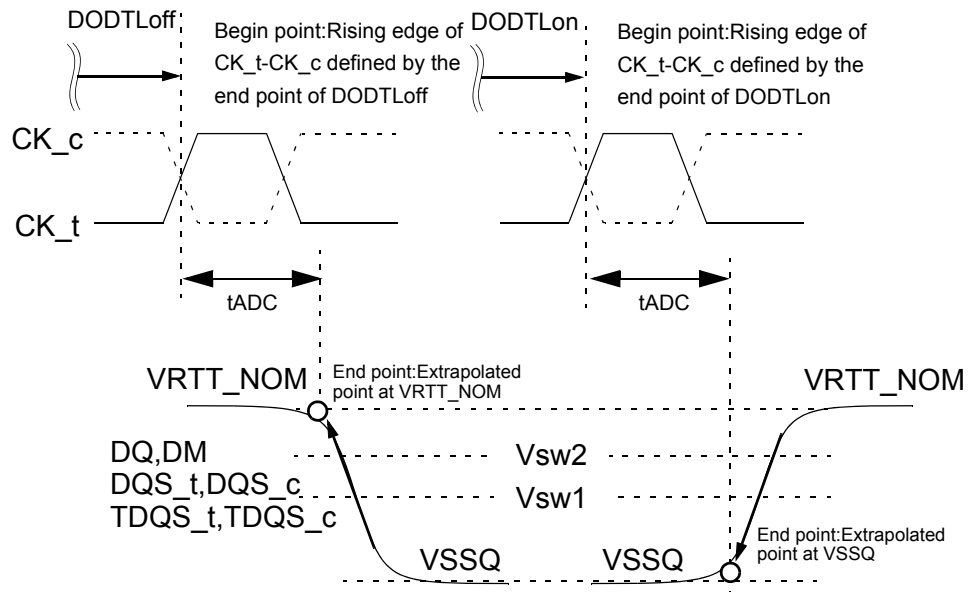 DODTLoff
Begin point:Rising edge of
CK_t-CK_c defined by the
end point of DODTLoff
DODTLon
Begin point:Rising edge of
CK_t-CK_c defined by the
end point of DODTLon
CK_c
CK_t
tADC
tADC
VRTT_NOM
End point:Extrapolated
point at VRTT_NOM
VRTT_NOM
DQ,DM
DQS_t,DQS_c
TDQS_t,TDQS_c
Vsw2
Vsw1
VSSQ
VSSQ
End point:Extrapolated
point at VSSQ